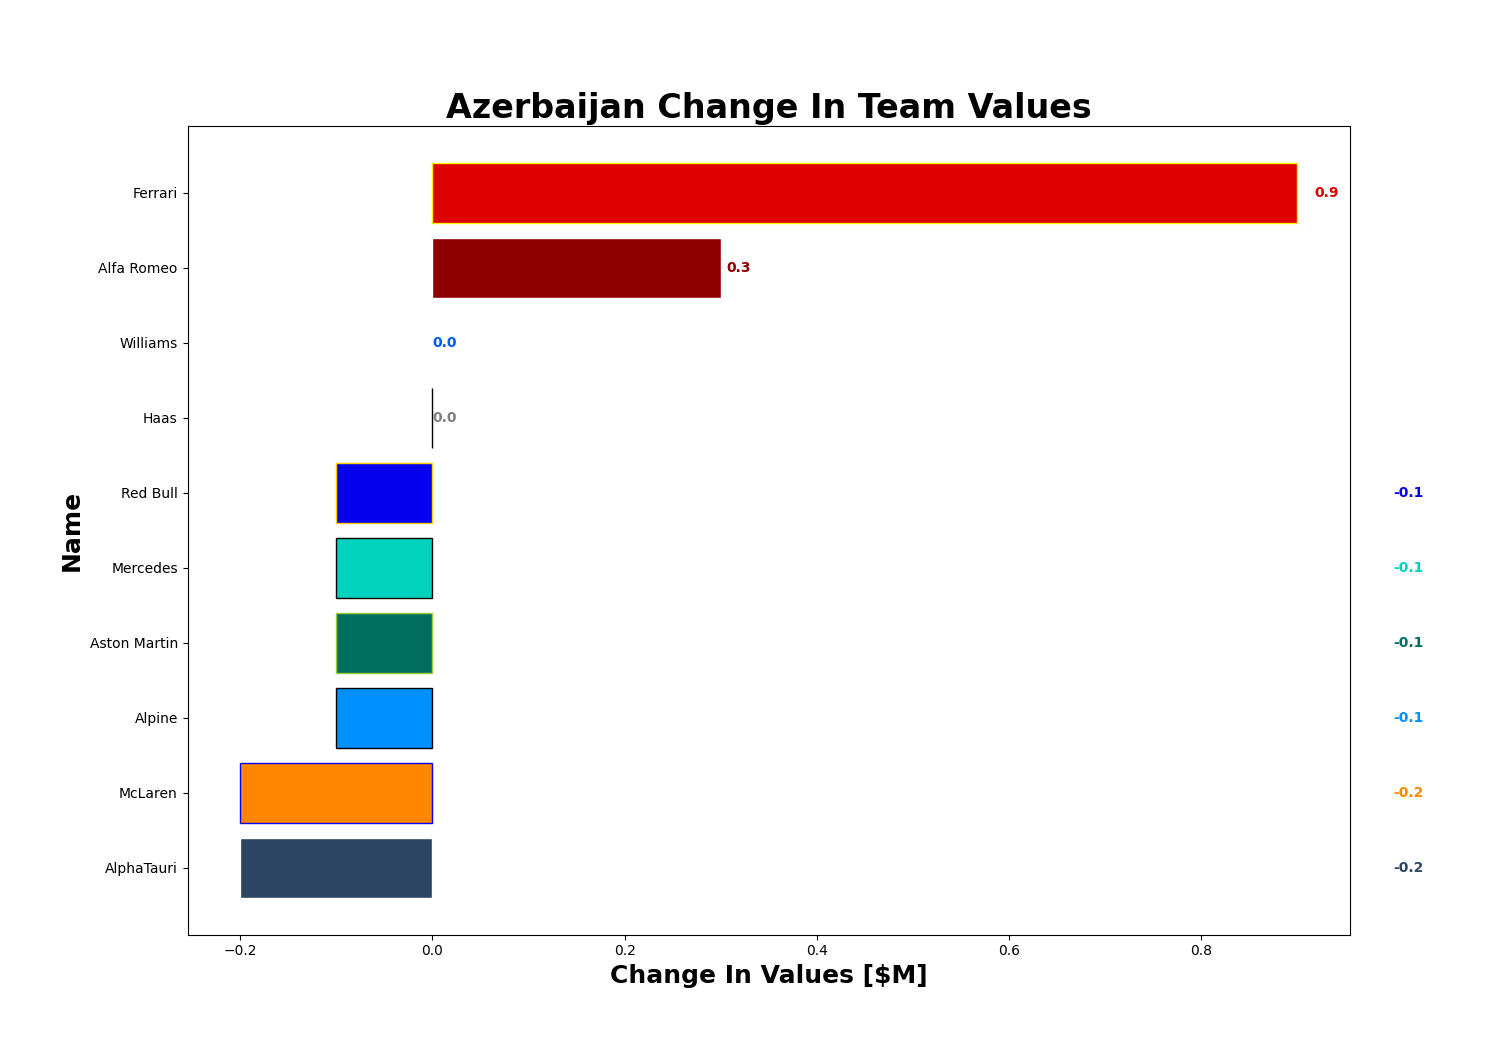 Azerbaijan Change In Team Values
Ferrari 0.9
Alfa Romeo 0.3
Williams 0.0
Haas 0.0
Red Bull -0.1
Mercedes -0.1
Aston Martin -0.1
Alpine -0.1
McLaren -0.2
AlphaTauri -0.2
Name
−0.2 0.0 0.2 0.4 0.6 0.8
Change In Values [$M]